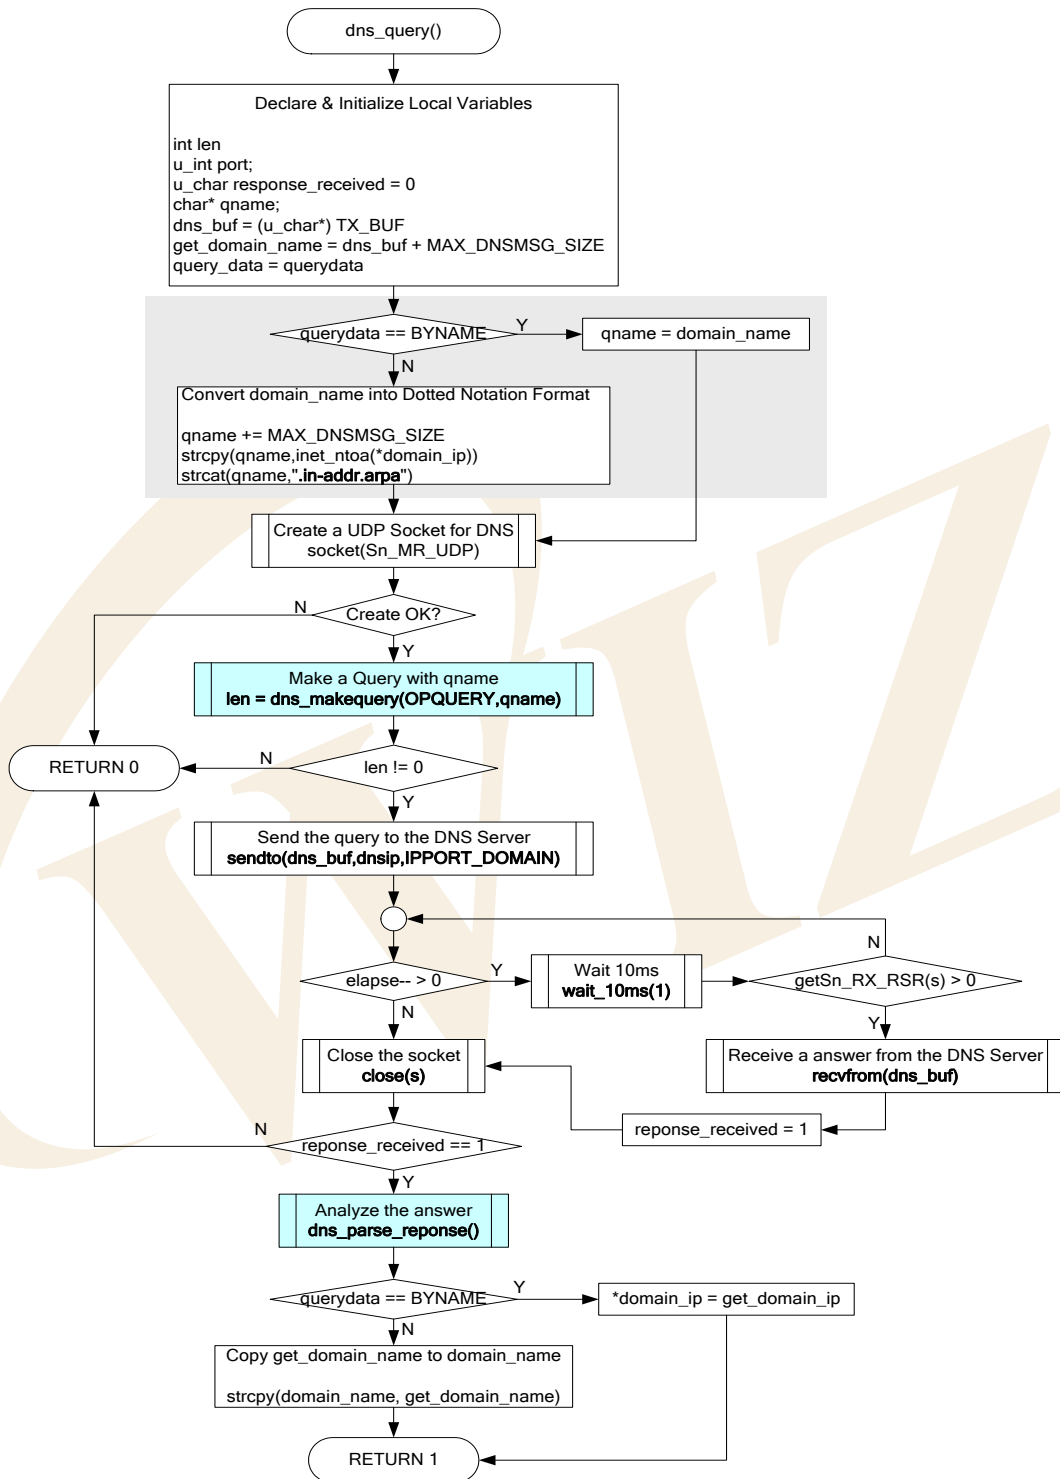 dns_query()
Declare & Initialize Local Variables
int len
u_int port;
u_char response_received = 0
char* qname;
dns_buf = (u_char*) TX_BUF
get_domain_name = dns_buf + MAX_DNSMSG_SIZE
query_data = querydata
querydata == BYNAME
Y
qname = domain_name
N
Convert domain_name into Dotted Notation Format
qname += MAX_DNSMSG_SIZE
strcpy(qname,inet_ntoa(*domain_ip))
strcat(qname,".in-addr.arpa")
Create a UDP Socket for DNS
socket(Sn_MR_UDP)
N
Create OK?
Y
Make a Query with qname
len = dns_makequery(OPQUERY,qname)
RETURN 0
N
len != 0
Y
Send the query to the DNS Server
sendto(dns_buf,dnsip,IPPORT_DOMAIN)
N
elapse-- > 0
Y
Wait 10ms
wait_10ms(1)
getSn_RX_RSR(s) > 0
N
Y
Close the socket
close(s)
Receive a answer from the DNS Server
recvfrom(dns_buf)
reponse_received = 1
N
reponse_received == 1
Y
Analyze the answer
dns_parse_reponse()
querydata == BYNAME
Y
*domain_ip = get_domain_ip
N
Copy get_domain_name to domain_name
strcpy(domain_name, get_domain_name)
RETURN 1
WIZ